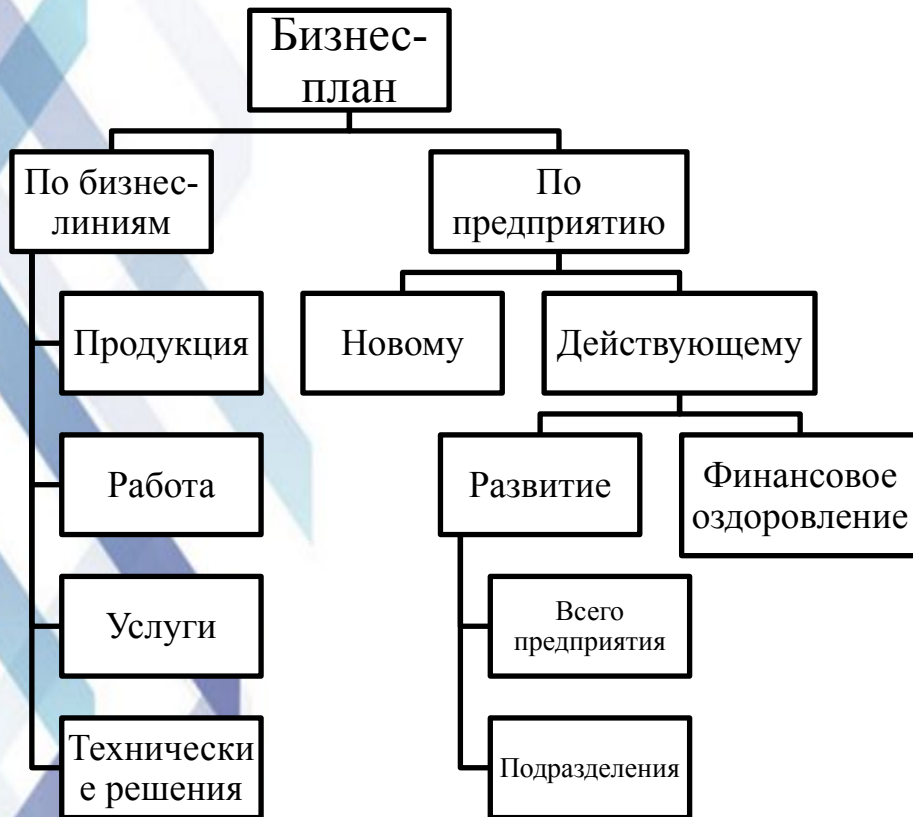 Бизнес-
план
По бизнес-
линиям
По
предприятию
Продукция
Новому
Действующему
Работа
Развитие
Финансовое
оздоровление
Услуги
Всего
предприятия
Технически
е решения
Подразделения